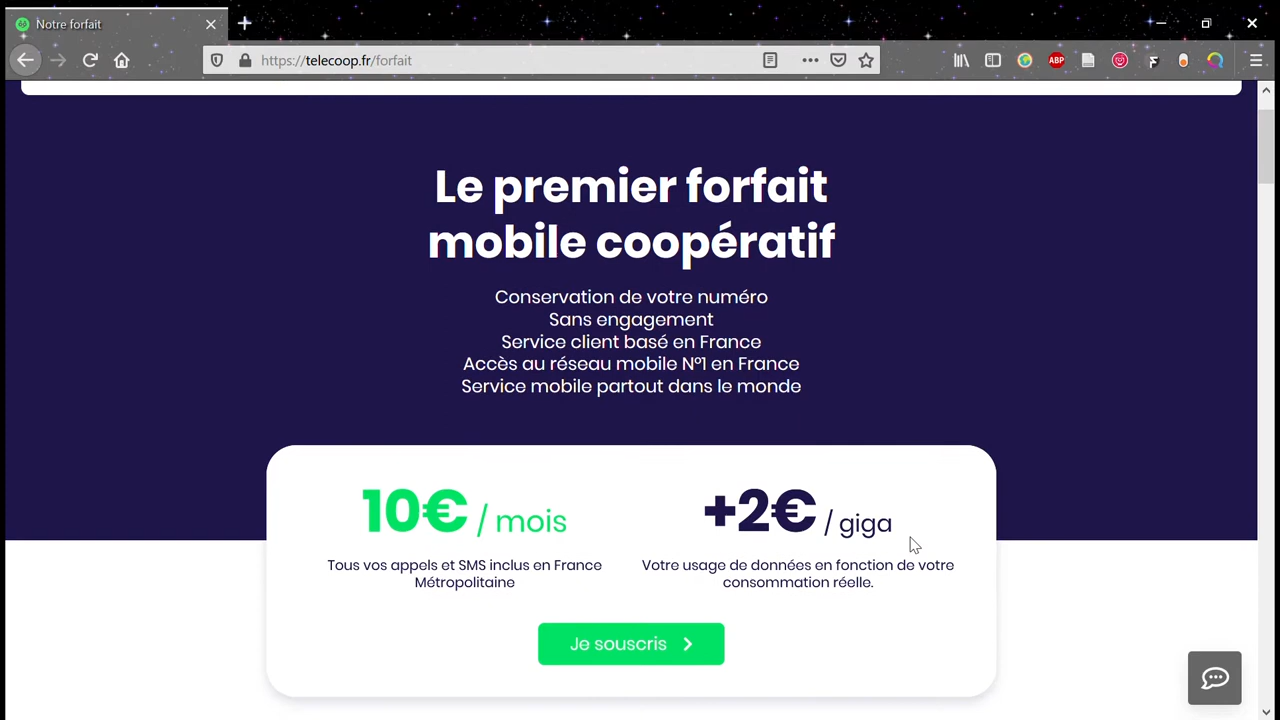 Notre forfait
https://telecoop.fr/forfait
ABP
Le premier forfait
mobile coopératif
Conservation de votre numéro
Sans engagement
Service client basé en France
Accès au réseau mobile N°1 en France
Service mobile partout dans le monde
10€ / mois
+2€ / giga
Tous vos appels et SMS inclus en France
Métropolitaine
Votre usage de données en fonction de votre
consommation réelle.
Je souscris